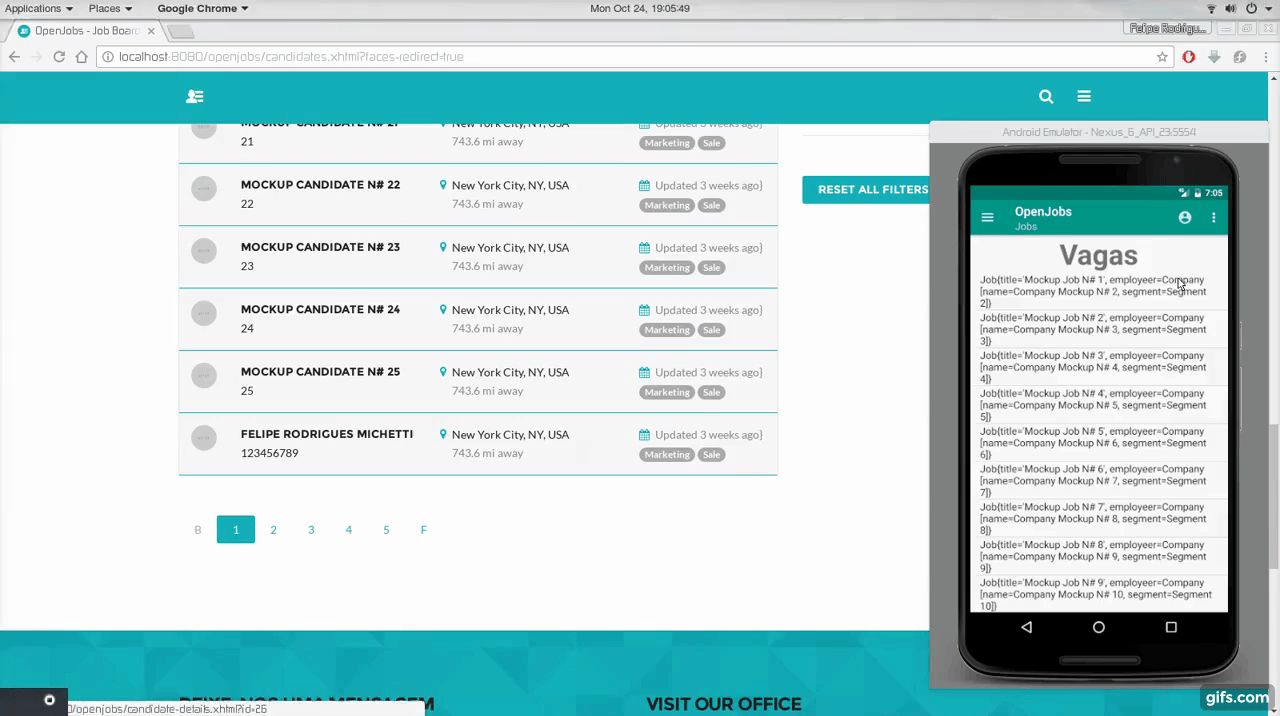 Applications Places Google Chrome Mon Oct 24, 19:05:49
OpenJobs - Job Boar
Felipe Rodrigu...
localhost:8080/openjobs/candidates.xhtml?faces-redirect=true
MOCKUP CANDIDATE N# 21 New York City, NY, USA Updated 3 weeks ago}
21 743.6 mi away Marketing Sale
MOCKUP CANDIDATE N# 22 New York City, NY, USA Updated 3 weeks ago}
22 743.6 mi away Marketing Sale
MOCKUP CANDIDATE N# 23 New York City, NY, USA Updated 3 weeks ago}
23 743.6 mi away Marketing Sale
MOCKUP CANDIDATE N# 24 New York City, NY, USA Updated 3 weeks ago}
24 743.6 mi away Marketing Sale
MOCKUP CANDIDATE N# 25 New York City, NY, USA Updated 3 weeks ago}
25 743.6 mi away Marketing Sale
FELIPE RODRIGUES MICHETTI New York City, NY, USA Updated 3 weeks ago}
123456789 743.6 mi away Marketing Sale
RESET ALL FILTERS
B 1 2 3 4 5 F
DEIXE-NOS UMA MENSAGEM VISIT OUR OFFICE
0/openjobs/candidate-details.xhtml?id=26
Android Emulator - Nexus_6_API_23:5554
7:05
OpenJobs
Jobs
Vagas
Job{title='Mockup Job N# 1', employeer=Company
[name=Company Mockup N# 2, segment=Segment
2]}
Job{title='Mockup Job N# 2', employeer=Company
[name=Company Mockup N# 3, segment=Segment
3]}
Job{title='Mockup Job N# 3', employeer=Company
[name=Company Mockup N# 4, segment=Segment
4]}
Job{title='Mockup Job N# 4', employeer=Company
[name=Company Mockup N# 5, segment=Segment
5]}
Job{title='Mockup Job N# 5', employeer=Company
[name=Company Mockup N# 6, segment=Segment
6]}
Job{title='Mockup Job N# 6', employeer=Company
[name=Company Mockup N# 7, segment=Segment
7]}
Job{title='Mockup Job N# 7', employeer=Company
[name=Company Mockup N# 8, segment=Segment
8]}
Job{title='Mockup Job N# 8', employeer=Company
[name=Company Mockup N# 9, segment=Segment
9]}
Job{title='Mockup Job N# 9', employeer=Company
[name=Company Mockup N# 10, segment=Segment
10]}
gifs.com